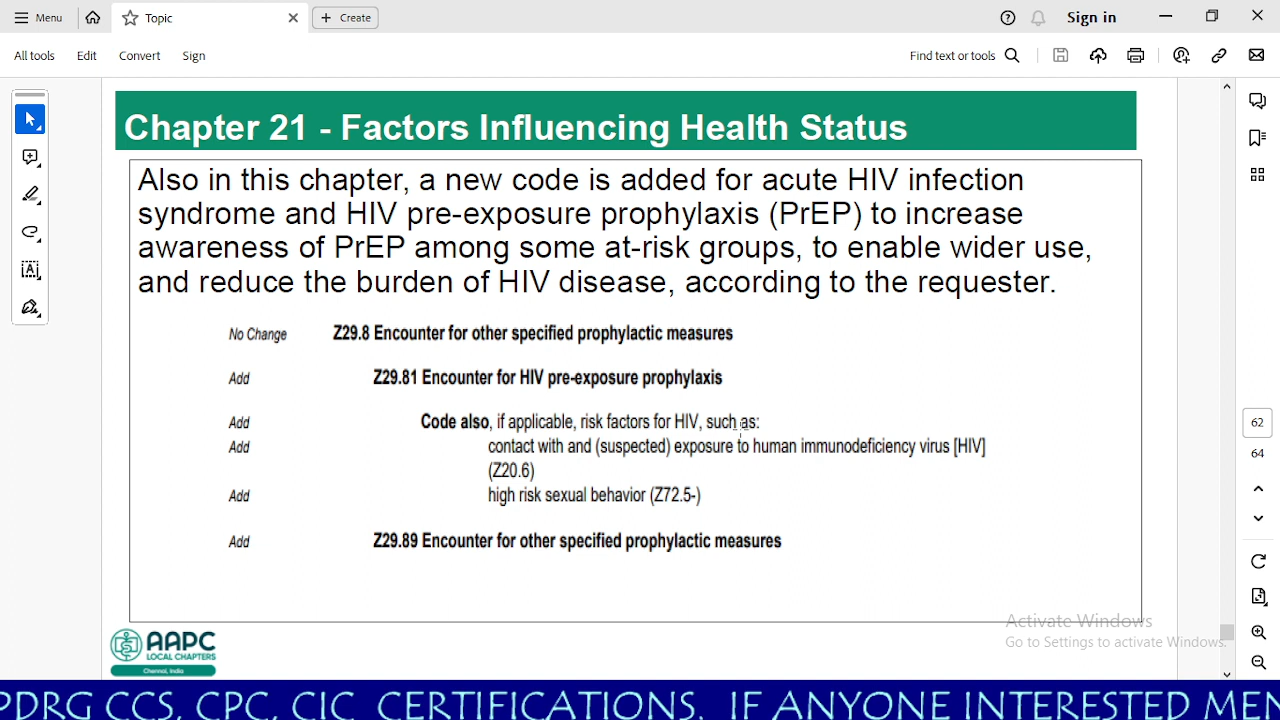 Menu
Topic
Create
Sign in
All tools Edit Convert Sign
Find text or tools
Chapter 21 - Factors Influencing Health Status
Also in this chapter, a new code is added for acute HIV infection
syndrome and HIV pre-exposure prophylaxis (PrEP) to increase
awareness of PrEP among some at-risk groups, to enable wider use,
and reduce the burden of HIV disease, according to the requester.
No Change Z29.8 Encounter for other specified prophylactic measures
Add Z29.81 Encounter for HIV pre-exposure prophylaxis
Add Code also, if applicable, risk factors for HIV, such as:
Add contact with and (suspected) exposure to human immunodeficiency virus [HIV]
(Z20.6)
Add high risk sexual behavior (Z72.5-)
Add Z29.89 Encounter for other specified prophylactic measures
62
64
Activate Windows
Go to Settings to activate Windows.
AAPC
LOCAL CHAPTERS
Chennai, India
PDRG CCS, CPC, CIC CERTIFICATIONS. IF ANYONE INTERESTED MEN